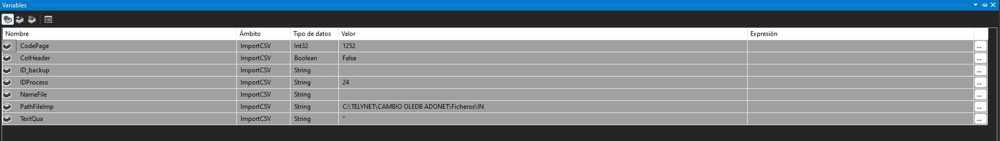 Variables
Nombre Ámbito Tipo de datos Valor Expresión
CodePage ImportCSV Int32 1252 ...
ColHeader ImportCSV Boolean False ...
ID_backup ImportCSV String ...
IDProceso ImportCSV String 24 ...
NameFile ImportCSV String ...
PathFileImp ImportCSV String C:\TELYNET\CAMBIO OLEDB ADONET\Ficheros\IN ...
TextQua ImportCSV String " ...